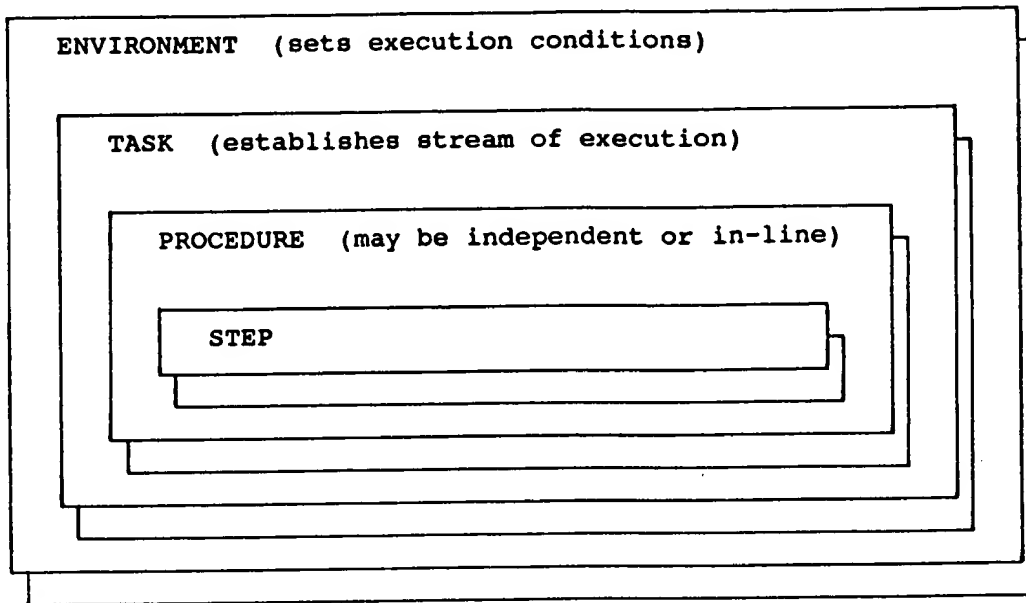 ENVIRONMENT (sets execution conditions)
TASK (establishes stream of execution)
PROCEDURE (may be independent or in-line)
STEP